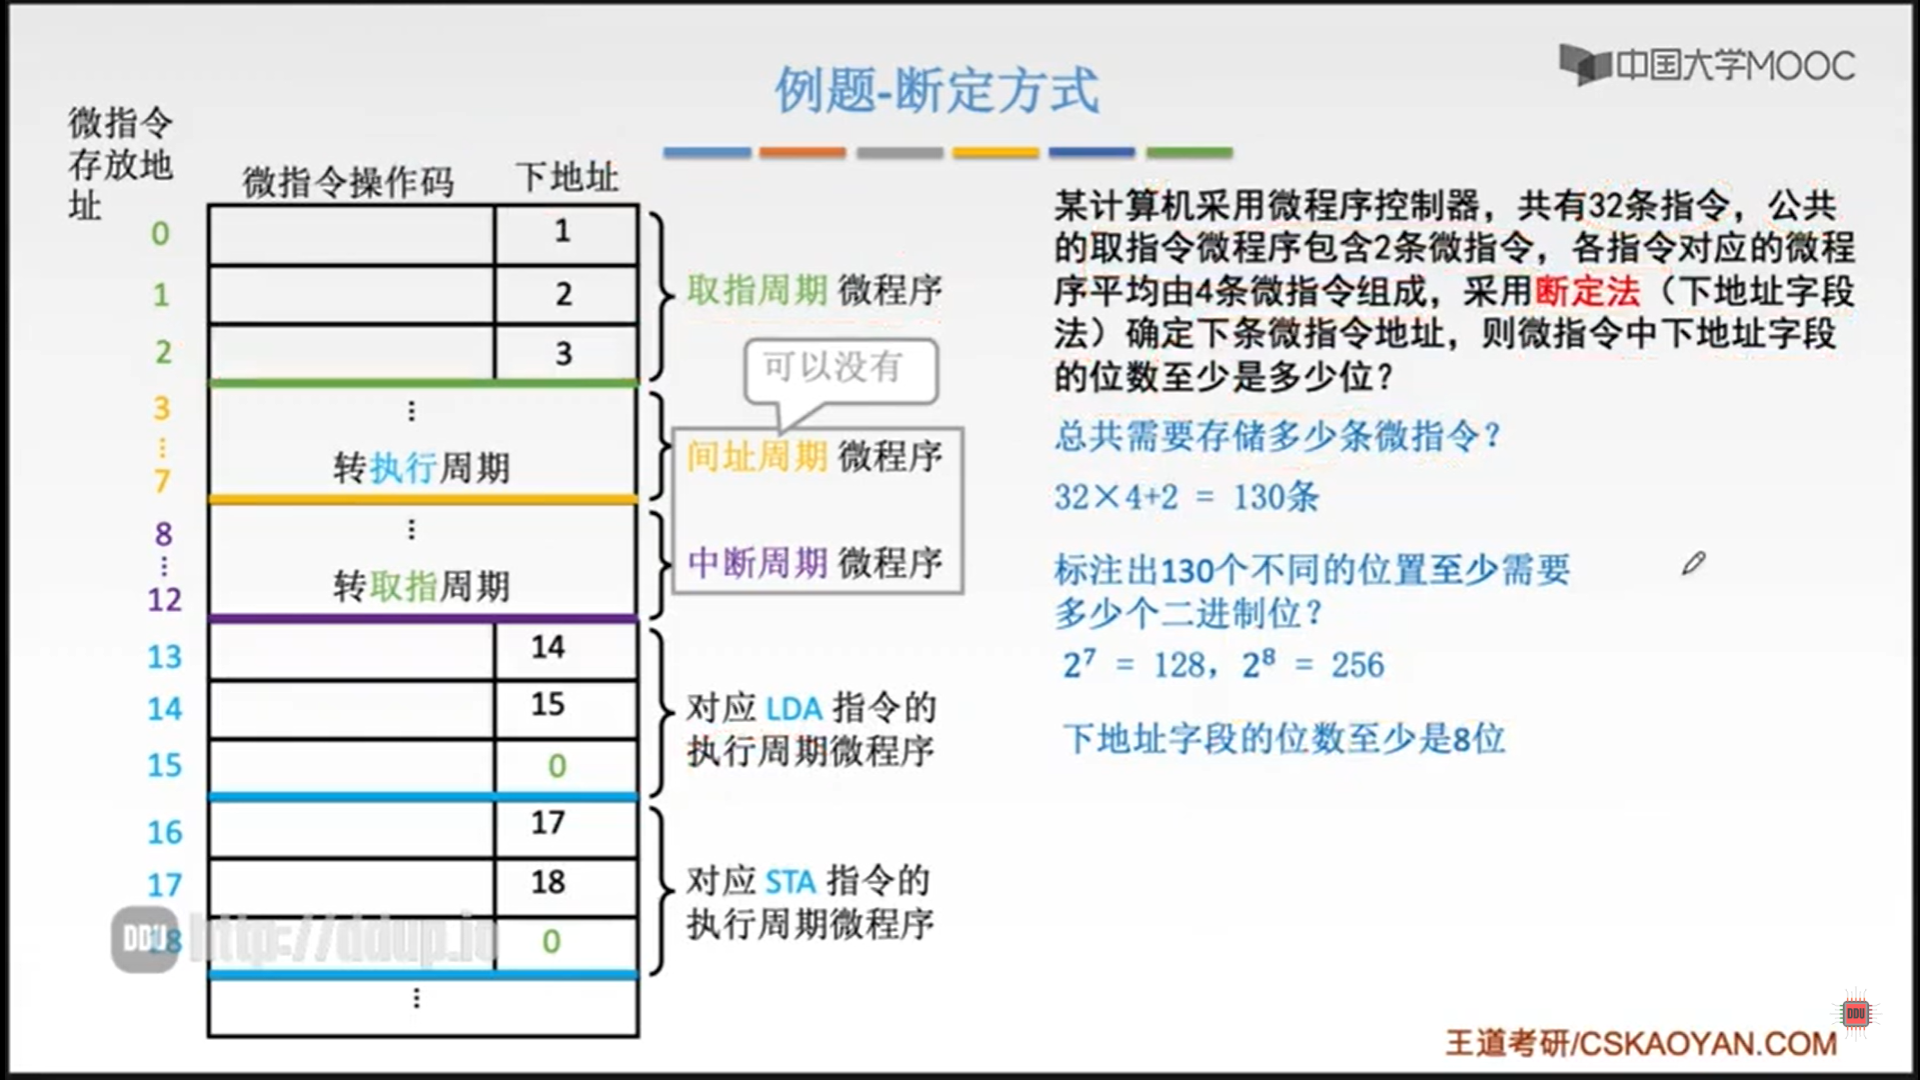 例题-断定方式
中国大学MOOC
微指令
存放地
址
微指令操作码
下地址
0
1
1
2
2
3
取指周期 微程序
可以没有
3
⋮
⋮
7
转执行周期
间址周期 微程序
8
⋮
⋮
12
转取指周期
中断周期 微程序
13
14
14
15
15
0
对应 LDA 指令的
执行周期微程序
16
17
17
18
18
0
对应 STA 指令的
执行周期微程序
⋮
某计算机采用微程序控制器，共有32条指令，公共
的取指令微程序包含2条微指令，各指令对应的微程
序平均由4条微指令组成，采用断定法（下地址字段
法）确定下条微指令地址，则微指令中下地址字段
的位数至少是多少位？
总共需要存储多少条微指令？
32×4+2 = 130条
标注出130个不同的位置至少需要
多少个二进制位？
2⁷ = 128，2⁸ = 256
下地址字段的位数至少是8位
DDU http://ddup.io
DDU
王道考研/CSKAOYAN.COM